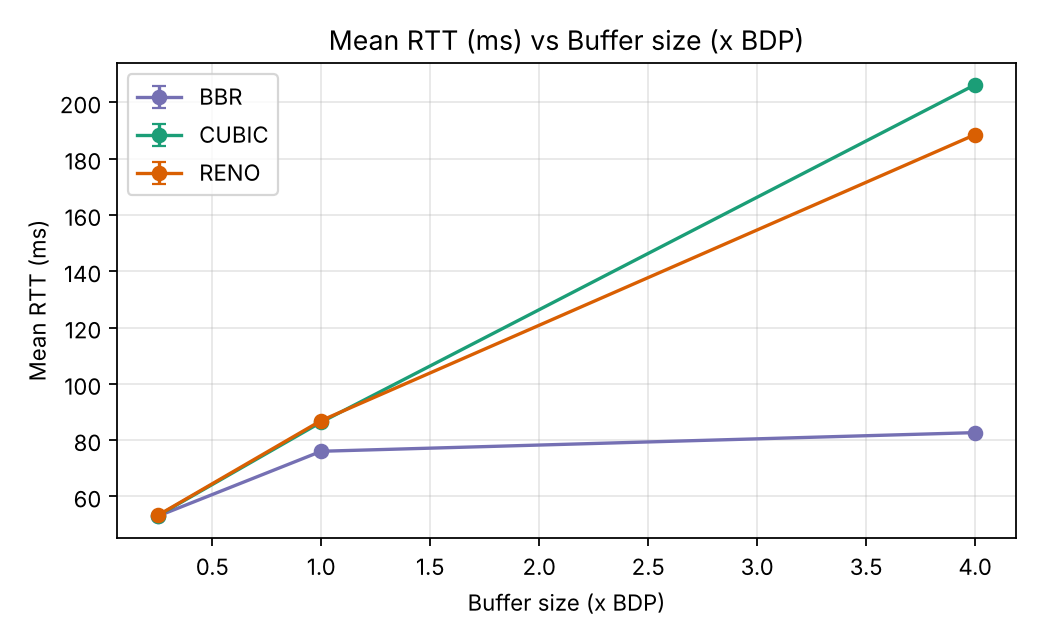 Mean RTT (ms) vs Buffer size (x BDP)
BBR
CUBIC
RENO
Mean RTT (ms)
200
180
160
140
120
100
80
60
0.5 1.0 1.5 2.0 2.5 3.0 3.5 4.0
Buffer size (x BDP)